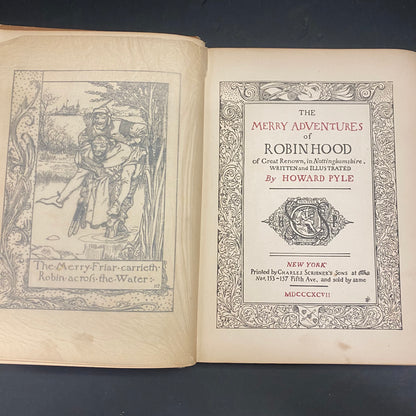 The · Merry · Friar · carrieth ·
Robin · across · the · Water :
THE
MERRY ADVENTURES
of
ROBIN HOOD
of Great Renown, in Nottinghamshire.
WRITTEN and ILLUSTRATED
By HOWARD PYLE
NEW YORK
Printed by CHARLES SCRIBNER'S SONS at
Nos. 153–157 Fifth Ave, and sold by same
MDCCCXCVII